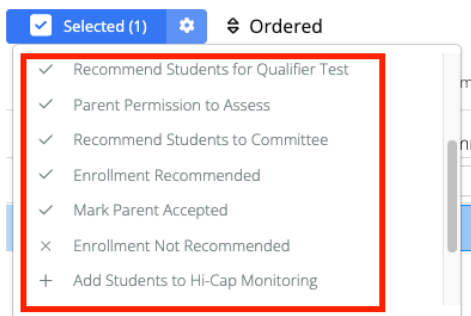 Selected (1) Ordered
Recommend Students for Qualifier Test
Parent Permission to Assess
Recommend Students to Committee
Enrollment Recommended
Mark Parent Accepted
Enrollment Not Recommended
Add Students to Hi-Cap Monitoring